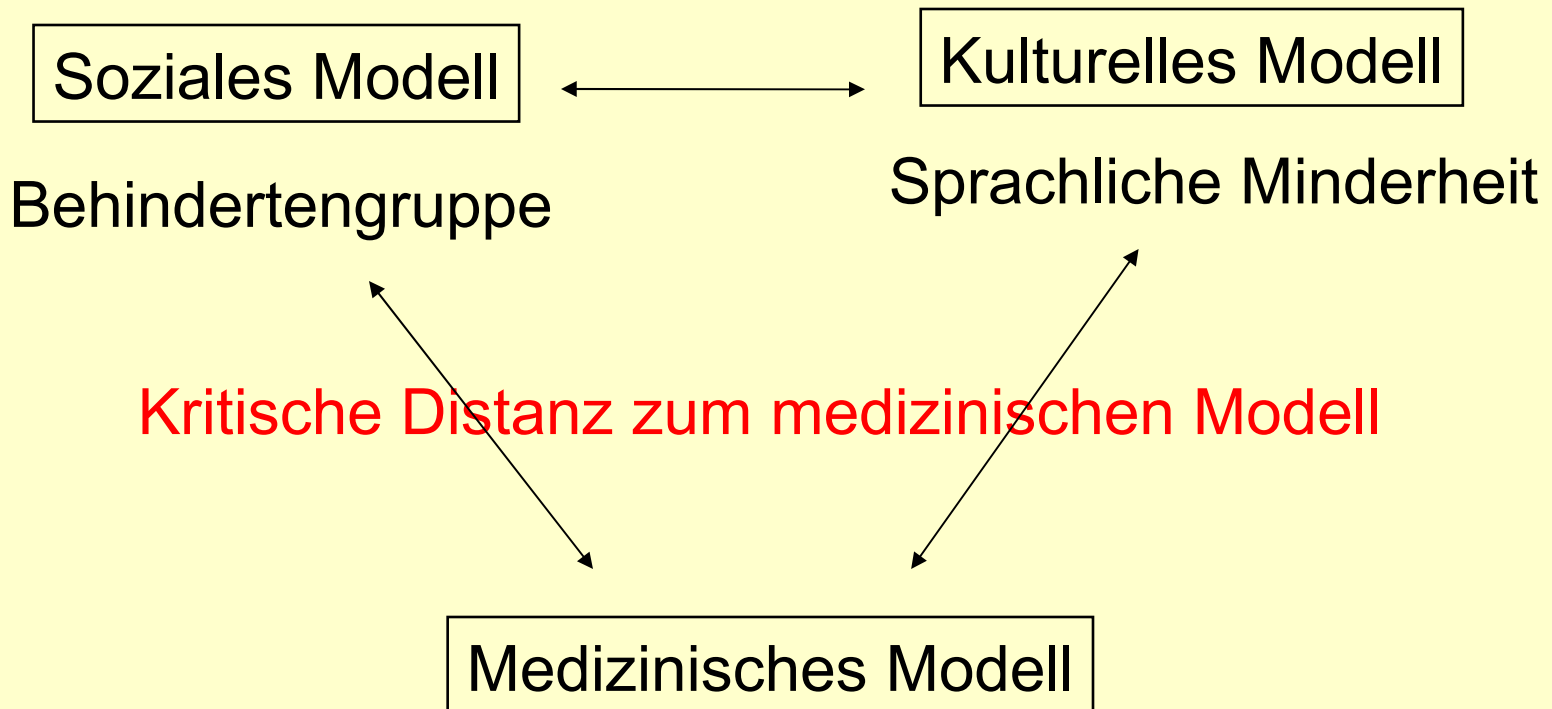 Soziales Modell
Kulturelles Modell
Behindertengruppe
Sprachliche Minderheit
Kritische Distanz zum medizinischen Modell
Medizinisches Modell